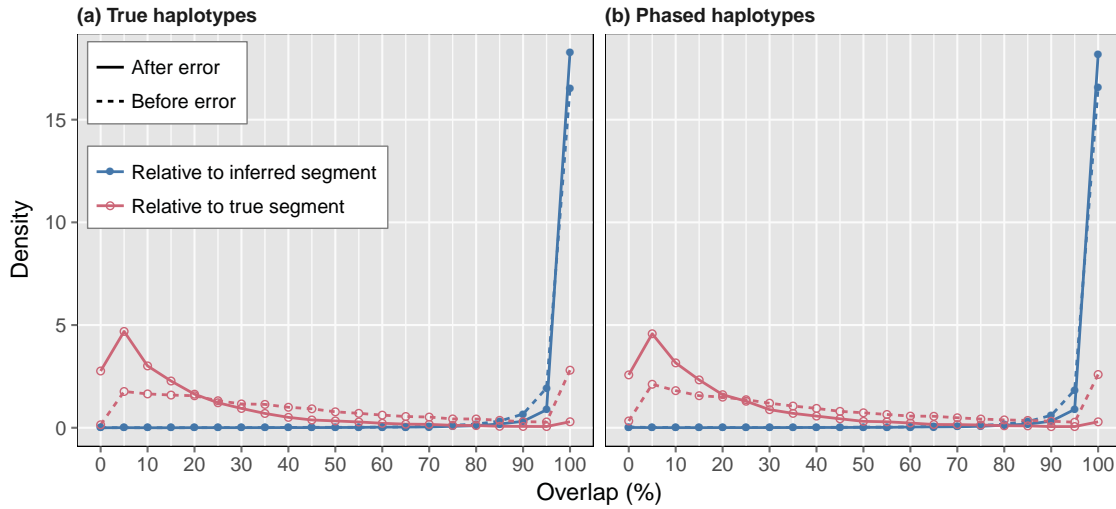 (a) True haplotypes
(b) Phased haplotypes
After error
Before error
Relative to inferred segment
Relative to true segment
Density
15
10
5
0
0 10 20 30 40 50 60 70 80 90 100
0 10 20 30 40 50 60 70 80 90 100
Overlap (%)